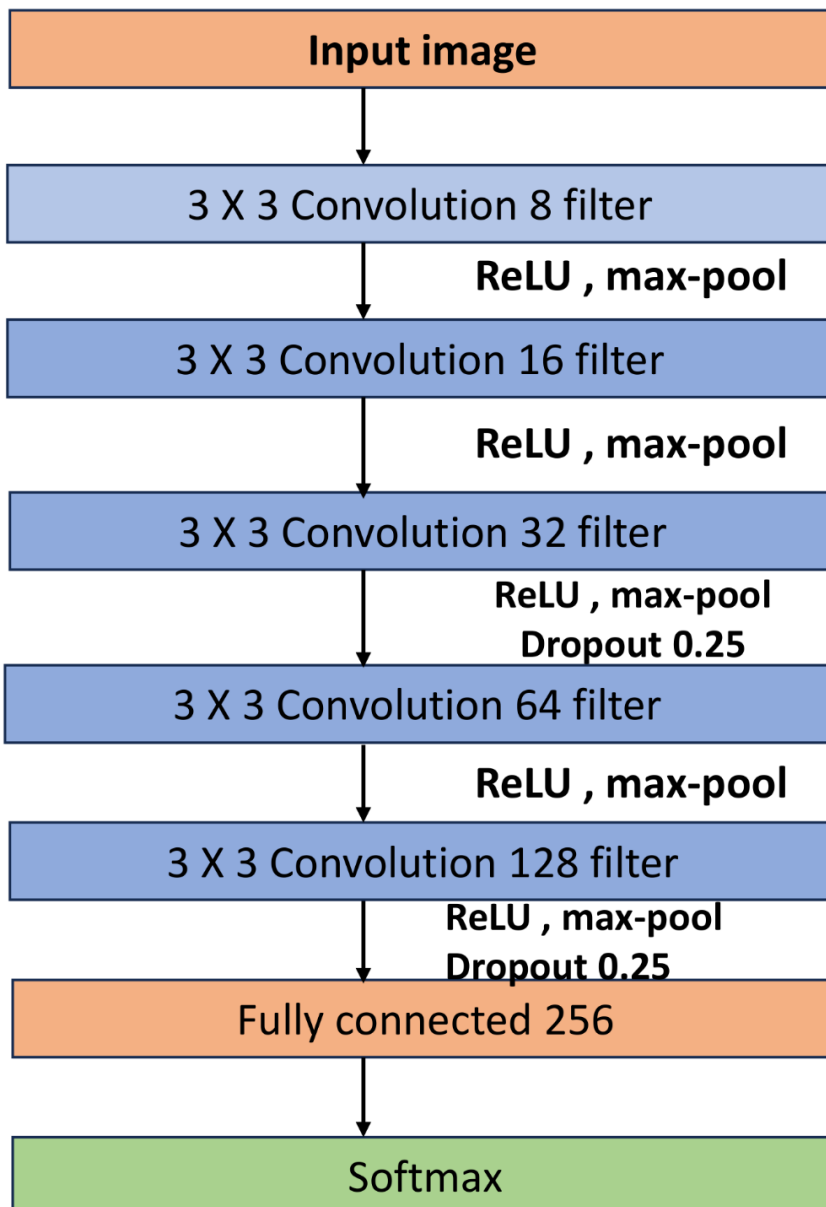 Input image
3 X 3 Convolution 8 filter
ReLU , max-pool
3 X 3 Convolution 16 filter
ReLU , max-pool
3 X 3 Convolution 32 filter
ReLU , max-pool
Dropout 0.25
3 X 3 Convolution 64 filter
ReLU , max-pool
3 X 3 Convolution 128 filter
ReLU , max-pool
Dropout 0.25
Fully connected 256
Softmax